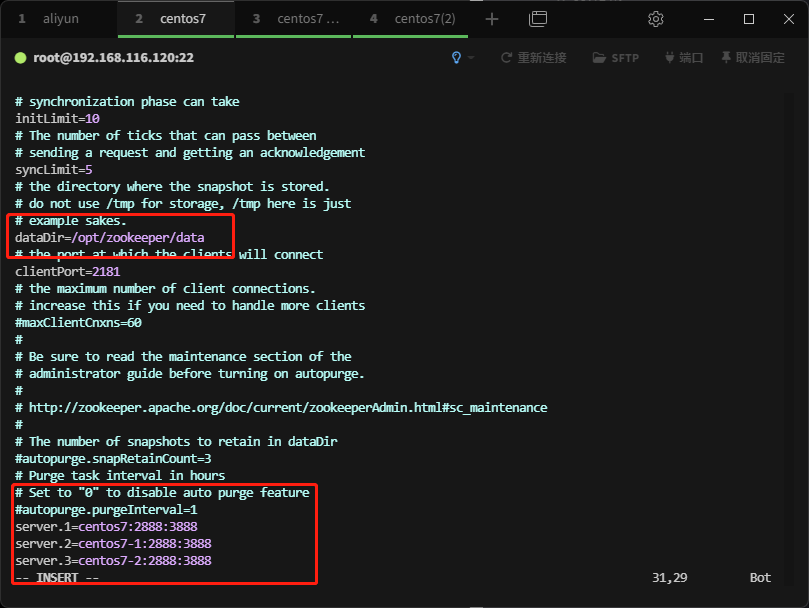 1 aliyun 2 centos7 3 centos7 ... 4 centos7(2)
root@192.168.116.120:22 重新连接 SFTP 端口 取消固定
# synchronization phase can take
initLimit=10
# The number of ticks that can pass between
# sending a request and getting an acknowledgement
syncLimit=5
# the directory where the snapshot is stored.
# do not use /tmp for storage, /tmp here is just
# example sakes.
dataDir=/opt/zookeeper/data
# the port at which the clients will connect
clientPort=2181
# the maximum number of client connections.
# increase this if you need to handle more clients
#maxClientCnxns=60
#
# Be sure to read the maintenance section of the
# administrator guide before turning on autopurge.
#
# http://zookeeper.apache.org/doc/current/zookeeperAdmin.html#sc_maintenance
#
# The number of snapshots to retain in dataDir
#autopurge.snapRetainCount=3
# Purge task interval in hours
# Set to "0" to disable auto purge feature
#autopurge.purgeInterval=1
server.1=centos7:2888:3888
server.2=centos7-1:2888:3888
server.3=centos7-2:2888:3888
-- INSERT -- 31,29 Bot